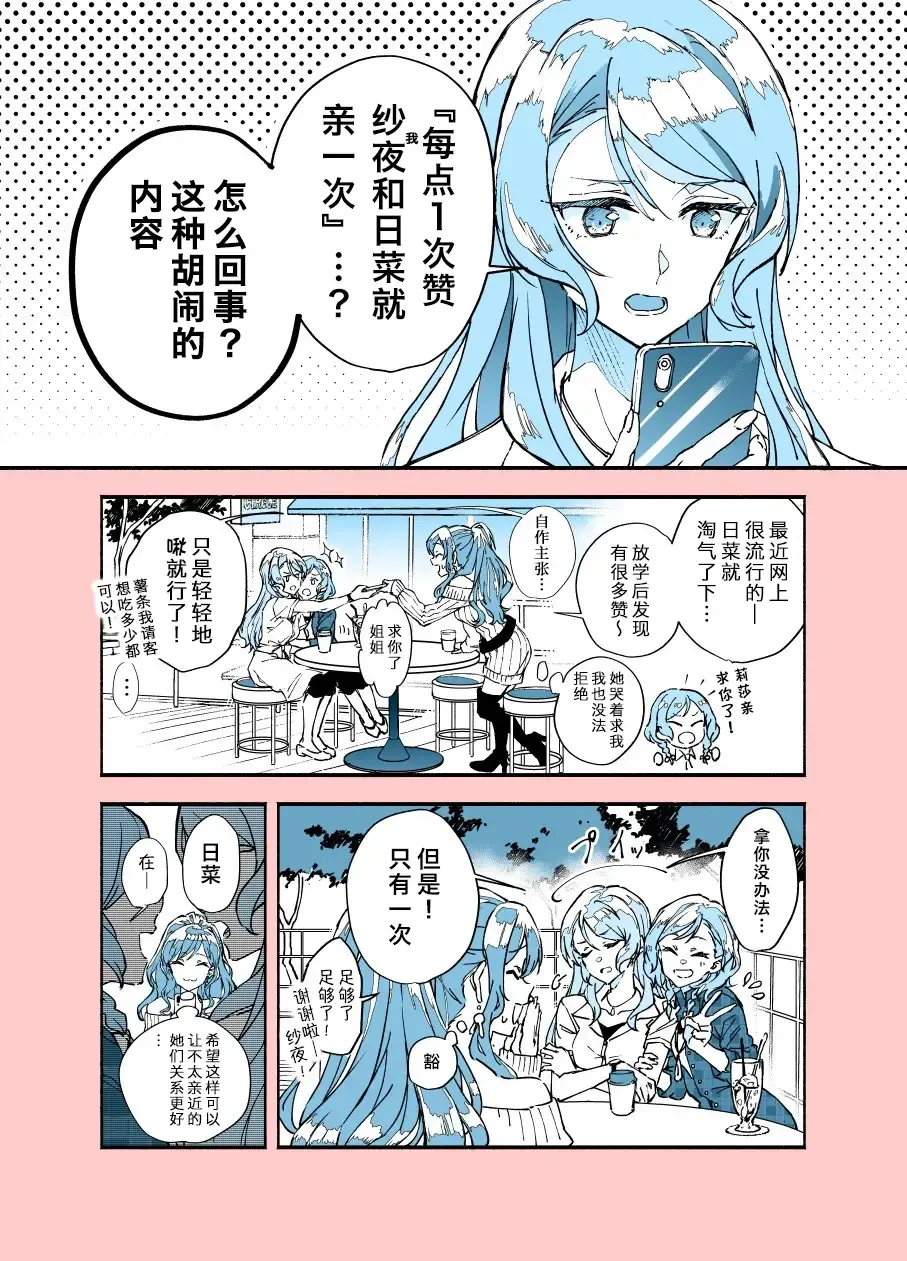 『每点1次赞
我
纱夜和日菜就
亲一次』…？
怎么回事？
这种胡闹的
内容
CIRCLE
最近网上
很流行的—
日菜就
淘气了下…
放学后发现
有很多赞～
自作主张…
莉莎亲
求你了！
她哭着求我
我也没法
拒绝
求你了
姐姐
只是轻轻地
啾就行了！
薯条我请客
想吃多少都
可以！
…
拿你没办法…
プイッ
但是！
只有一次
足够了
足够了！
谢谢啦—
纱夜！
豁
日菜
在—
希望这样可以
让不太亲近的
她们关系更好
…